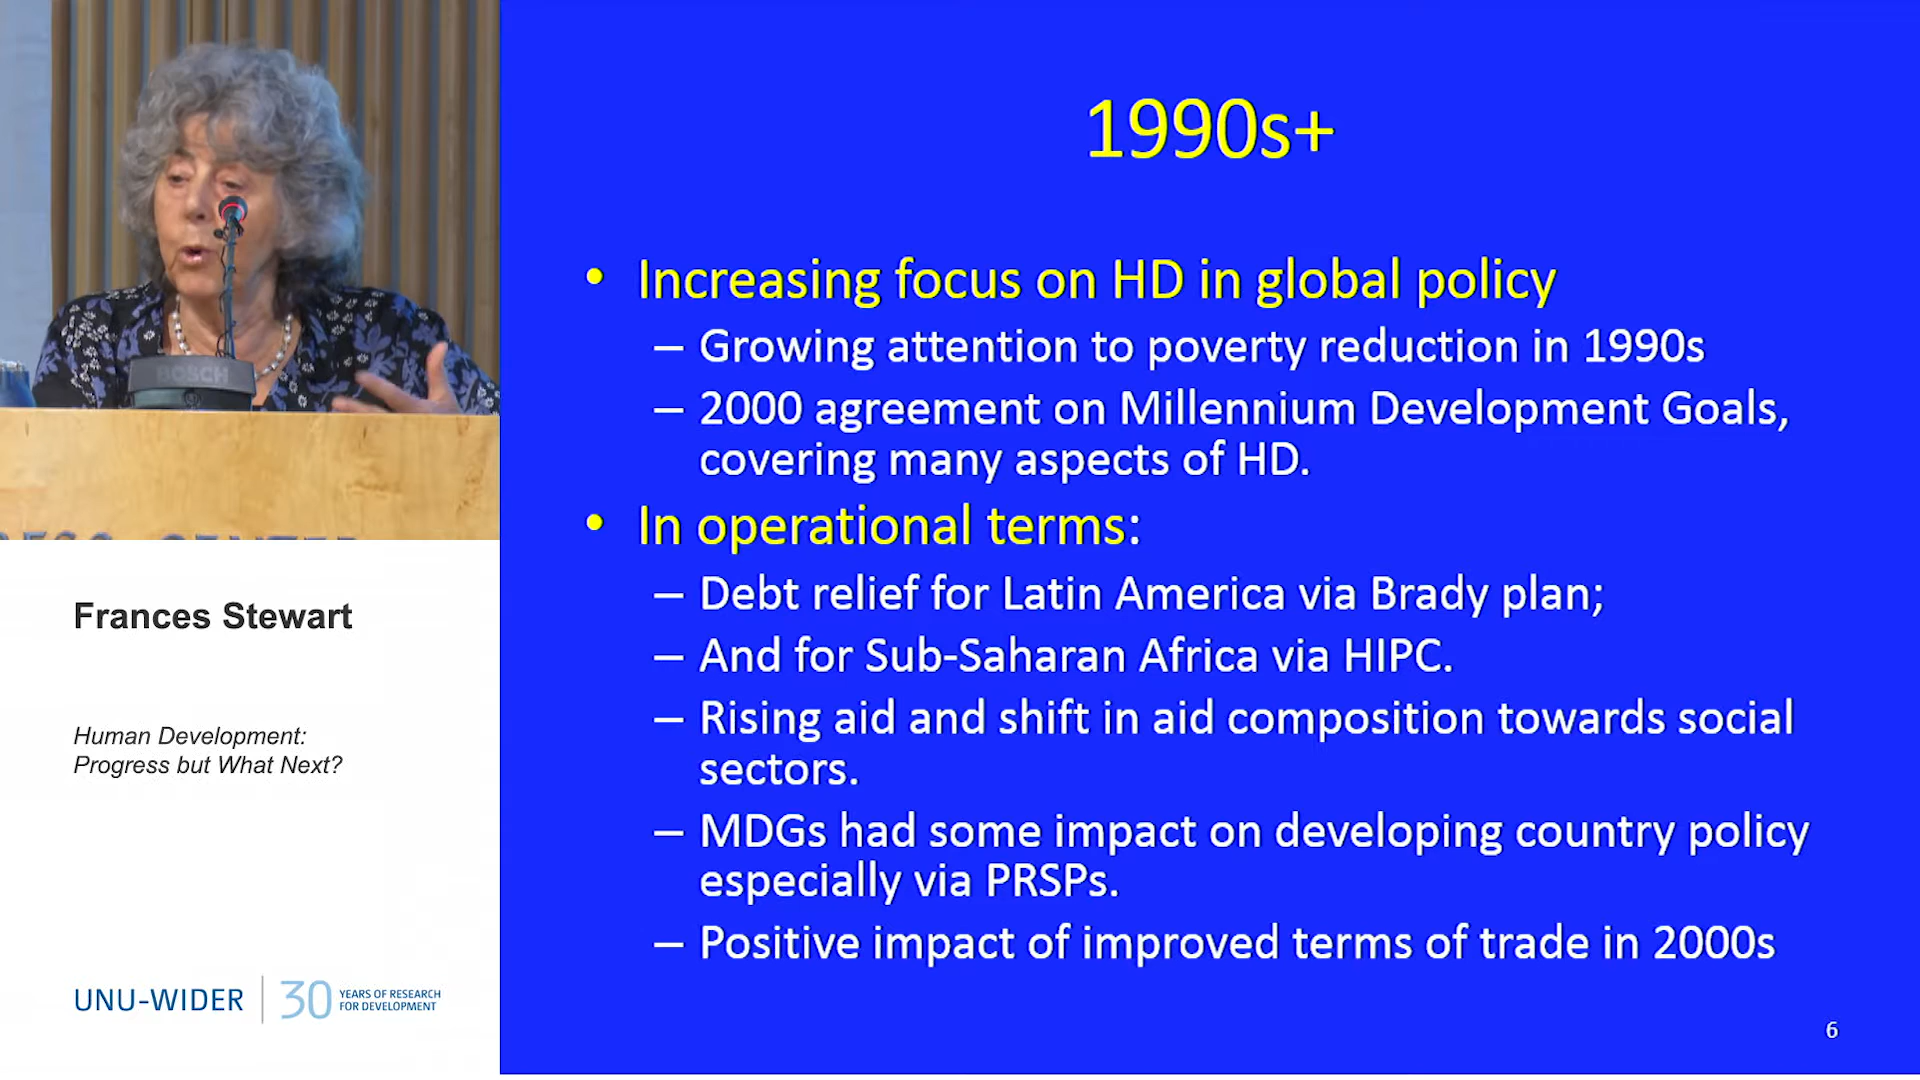 BOSCH
Frances Stewart
Human Development:
Progress but What Next?
UNU-WIDER
30 YEARS OF RESEARCH
FOR DEVELOPMENT
1990s+
• Increasing focus on HD in global policy
– Growing attention to poverty reduction in 1990s
– 2000 agreement on Millennium Development Goals,
covering many aspects of HD.
• In operational terms:
– Debt relief for Latin America via Brady plan;
– And for Sub-Saharan Africa via HIPC.
– Rising aid and shift in aid composition towards social
sectors.
– MDGs had some impact on developing country policy
especially via PRSPs.
– Positive impact of improved terms of trade in 2000s
6